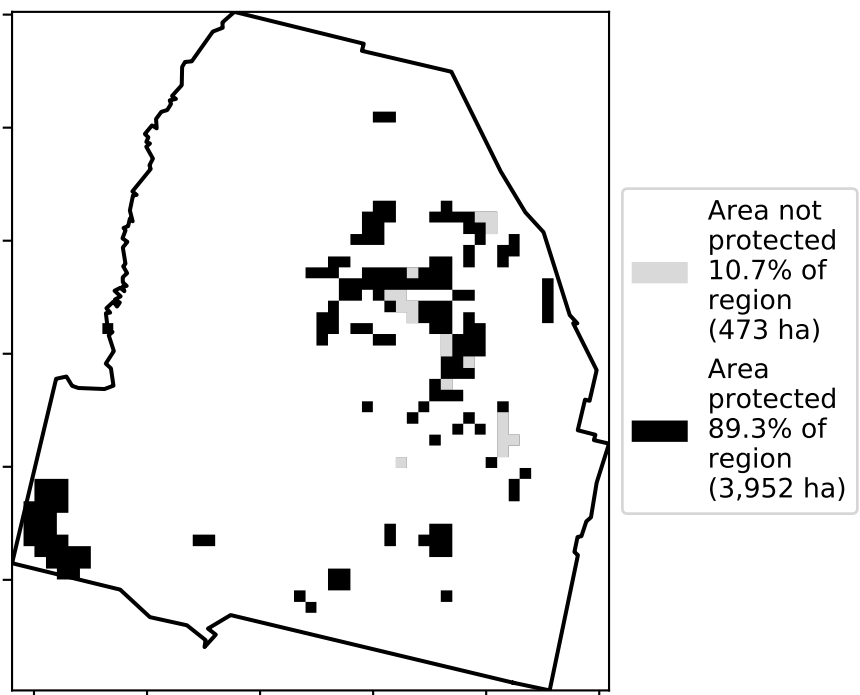 Area not
protected
10.7% of
region
(473 ha)
Area
protected
89.3% of
region
(3,952 ha)